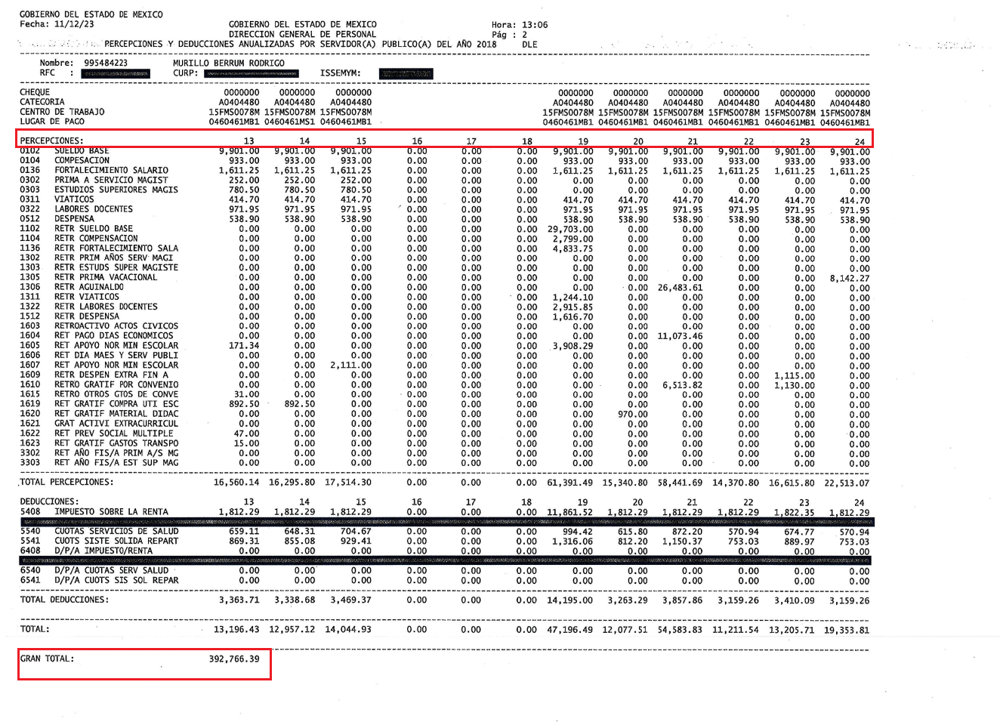 GOBIERNO DEL ESTADO DE MEXICO
Fecha: 11/12/23 GOBIERNO DEL ESTADO DE MEXICO Hora: 13:06
DIRECCION GENERAL DE PERSONAL Pág : 2
PERCEPCIONES Y DEDUCCIONES ANUALIZADAS POR SERVIDOR(A) PUBLICO(A) DEL AÑO 2018 DLE
Nombre: 995484223 MURILLO BERRUM RODRIGO
RFC : CURP: ISSEMYM:
CHEQUE 0000000 0000000 0000000 0000000 0000000 0000000 0000000 0000000 0000000
CATEGORIA A0404480 A0404480 A0404480 A0404480 A0404480 A0404480 A0404480 A0404480 A0404480
CENTRO DE TRABAJO 15FMS0078M 15FMS0078M 15FMS0078M 15FMS0078M 15FMS0078M 15FMS0078M 15FMS0078M 15FMS0078M 15FMS0078M
LUGAR DE PAGO 0460461MB1 0460461MS1 0460461MB1 0460461MB1 0460461MB1 0460461MB1 0460461MB1 0460461MB1 0460461MB1
PERCEPCIONES: 13 14 15 16 17 18 19 20 21 22 23 24
0102 SUELDO BASE 9,901.00 9,901.00 9,901.00 0.00 0.00 0.00 9,901.00 9,901.00 9,901.00 9,901.00 9,901.00 9,901.00
0104 COMPESACION 933.00 933.00 933.00 0.00 0.00 0.00 933.00 933.00 933.00 933.00 933.00 933.00
0136 FORTALECIMIENTO SALARIO 1,611.25 1,611.25 1,611.25 0.00 0.00 0.00 1,611.25 1,611.25 1,611.25 1,611.25 1,611.25 1,611.25
0302 PRIMA A SERVICIO MAGIST 252.00 252.00 252.00 0.00 0.00 0.00 0.00 0.00 0.00 0.00 0.00 0.00
0303 ESTUDIOS SUPERIORES MAGIS 780.50 780.50 780.50 0.00 0.00 0.00 0.00 0.00 0.00 0.00 0.00 0.00
0311 VIATICOS 414.70 414.70 414.70 0.00 0.00 0.00 414.70 414.70 414.70 414.70 414.70 414.70
0322 LABORES DOCENTES 971.95 971.95 971.95 0.00 0.00 0.00 971.95 971.95 971.95 971.95 971.95 971.95
0512 DESPENSA 538.90 538.90 538.90 0.00 0.00 0.00 538.90 538.90 538.90 538.90 538.90 538.90
1102 RETR SUELDO BASE 0.00 0.00 0.00 0.00 0.00 0.00 29,703.00 0.00 0.00 0.00 0.00 0.00
1104 RETR COMPENSACION 0.00 0.00 0.00 0.00 0.00 0.00 2,799.00 0.00 0.00 0.00 0.00 0.00
1136 RETR FORTALECIMIENTO SALA 0.00 0.00 0.00 0.00 0.00 0.00 4,833.75 0.00 0.00 0.00 0.00 0.00
1302 RETR PRIM AÑOS SERV MAGI 0.00 0.00 0.00 0.00 0.00 0.00 0.00 0.00 0.00 0.00 0.00 0.00
1303 RETR ESTUDS SUPER MAGISTE 0.00 0.00 0.00 0.00 0.00 0.00 0.00 0.00 0.00 0.00 0.00 0.00
1305 RETR PRIMA VACACIONAL 0.00 0.00 0.00 0.00 0.00 0.00 0.00 0.00 0.00 0.00 0.00 8,142.27
1306 RETR AGUINALDO 0.00 0.00 0.00 0.00 0.00 0.00 0.00 0.00 26,483.61 0.00 0.00 0.00
1311 RETR VIATICOS 0.00 0.00 0.00 0.00 0.00 0.00 1,244.10 0.00 0.00 0.00 0.00 0.00
1322 RETR LABORES DOCENTES 0.00 0.00 0.00 0.00 0.00 0.00 2,915.85 0.00 0.00 0.00 0.00 0.00
1512 RETR DESPENSA 0.00 0.00 0.00 0.00 0.00 0.00 1,616.70 0.00 0.00 0.00 0.00 0.00
1603 RETROACTIVO ACTOS CIVICOS 0.00 0.00 0.00 0.00 0.00 0.00 0.00 0.00 0.00 0.00 0.00 0.00
1604 RET PAGO DIAS ECONOMICOS 0.00 0.00 0.00 0.00 0.00 0.00 0.00 0.00 11,073.46 0.00 0.00 0.00
1605 RET APOYO NOR MIN ESCOLAR 171.34 0.00 0.00 0.00 0.00 0.00 3,908.29 0.00 0.00 0.00 0.00 0.00
1606 RET DIA MAES Y SERV PUBLI 0.00 0.00 0.00 0.00 0.00 0.00 0.00 0.00 0.00 0.00 0.00 0.00
1607 RET APOYO NOR MIN ESCOLAR 0.00 0.00 2,111.00 0.00 0.00 0.00 0.00 0.00 0.00 0.00 0.00 0.00
1609 RETR DESPEN EXTRA FIN A 0.00 0.00 0.00 0.00 0.00 0.00 0.00 0.00 0.00 0.00 1,115.00 0.00
1610 RETRO GRATIF POR CONVENIO 0.00 0.00 0.00 0.00 0.00 0.00 0.00 0.00 6,513.82 0.00 1,130.00 0.00
1615 RETRO OTROS GTOS DE CONVE 31.00 0.00 0.00 0.00 0.00 0.00 0.00 0.00 0.00 0.00 0.00 0.00
1619 RET GRATIF COMPRA UTI ESC 892.50 892.50 0.00 0.00 0.00 0.00 0.00 0.00 0.00 0.00 0.00 0.00
1620 RET GRATIF MATERIAL DIDAC 0.00 0.00 0.00 0.00 0.00 0.00 0.00 970.00 0.00 0.00 0.00 0.00
1621 GRAT ACTIVI EXTRACURRICUL 0.00 0.00 0.00 0.00 0.00 0.00 0.00 0.00 0.00 0.00 0.00 0.00
1622 RET PREV SOCIAL MULTIPLE 47.00 0.00 0.00 0.00 0.00 0.00 0.00 0.00 0.00 0.00 0.00 0.00
1623 RET GRATIF GASTOS TRANSPO 15.00 0.00 0.00 0.00 0.00 0.00 0.00 0.00 0.00 0.00 0.00 0.00
3302 RET AÑO FIS/A PRIM A/S MG 0.00 0.00 0.00 0.00 0.00 0.00 0.00 0.00 0.00 0.00 0.00 0.00
3303 RET AÑO FIS/A EST SUP MAG 0.00 0.00 0.00 0.00 0.00 0.00 0.00 0.00 0.00 0.00 0.00 0.00
TOTAL PERCEPCIONES: 16,560.14 16,295.80 17,514.30 0.00 0.00 0.00 61,391.49 15,340.80 58,441.69 14,370.80 16,615.80 22,513.07
DEDUCCIONES: 13 14 15 16 17 18 19 20 21 22 23 24
5408 IMPUESTO SOBRE LA RENTA 1,812.29 1,812.29 1,812.29 0.00 0.00 0.00 11,861.52 1,812.29 1,812.29 1,812.29 1,822.35 1,812.29
5540 CUOTAS SERVICIOS DE SALUD 659.11 648.31 704.67 0.00 0.00 0.00 994.42 615.80 872.20 570.94 674.77 570.94
5541 CUOTS SISTE SOLIDA REPART 869.31 855.08 929.41 0.00 0.00 0.00 1,316.06 812.20 1,150.37 753.03 889.97 753.03
6408 D/P/A IMPUESTO/RENTA 0.00 0.00 0.00 0.00 0.00 0.00 0.00 0.00 0.00 0.00 0.00 0.00
6540 D/P/A CUOTAS SERV SALUD 0.00 0.00 0.00 0.00 0.00 0.00 0.00 0.00 0.00 0.00 0.00 0.00
6541 D/P/A CUOTS SIS SOL REPAR 0.00 0.00 0.00 0.00 0.00 0.00 0.00 0.00 0.00 0.00 0.00 0.00
TOTAL DEDUCCIONES: 3,363.71 3,338.68 3,469.37 0.00 0.00 0.00 14,195.00 3,263.29 3,857.86 3,159.26 3,410.09 3,159.26
TOTAL: 13,196.43 12,957.12 14,044.93 0.00 0.00 0.00 47,196.49 12,077.51 54,583.83 11,211.54 13,205.71 19,353.81
GRAN TOTAL: 392,766.39